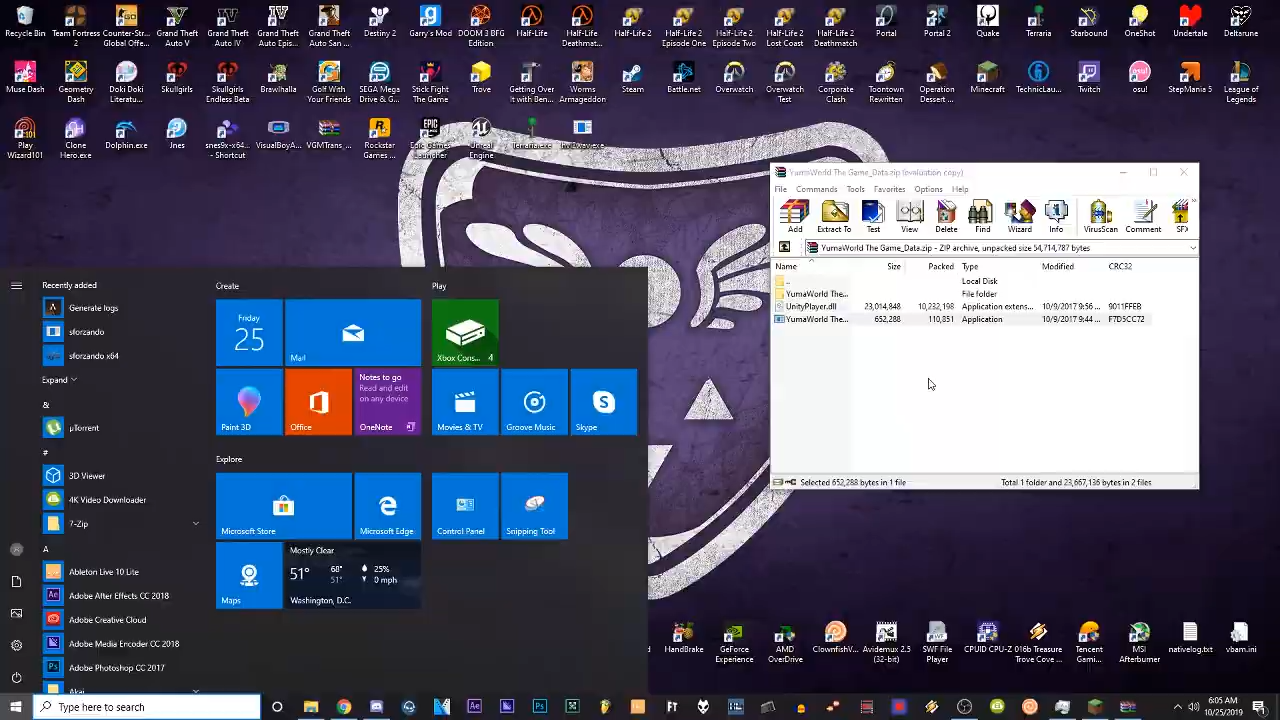 Recycle Bin
Team Fortress 2
Counter-Str... Global Offe...
Grand Theft Auto V
Grand Theft Auto IV
Grand Theft Auto Epis...
Grand Theft Auto San ...
Destiny 2
Garry's Mod
DOOM 3 BFG Edition
Half-Life
Half-Life Deathmat...
Half-Life 2
Half-Life 2 Episode One
Half-Life 2 Episode Two
Half-Life 2 Lost Coast
Half-Life 2 Deathmatch
Portal
Portal 2
Quake
Terraria
Starbound
OneShot
Undertale
Deltarune
Muse Dash
Geometry Dash
Doki Doki Literatu...
Skullgirls
Skullgirls Endless Beta
Brawlhalla
Golf With Your Friends
SEGA Mega Drive & G...
Stick Fight The Game
Trove
Getting Over It with Ben...
Worms Armageddon
Steam
Battle.net
Overwatch
Overwatch Test
Corporate Clash
Toontown Rewritten
Operation Dessert ...
Minecraft
TechnicLau...
Twitch
osu!
StepMania 5
League of Legends
Play Wizard101
Clone Hero.exe
Dolphin.exe
Jnes
snes9x-x64... - Shortcut
VisualBoyA...
VGMTrans_...
Rockstar Games ...
Epic Games Launcher
Unreal Engine
Terraria.exe
YumaWorld The Game_Data.zip (evaluation copy)
File Commands Tools Favorites Options Help
Add Extract To Test View Delete Find Wizard Info VirusScan Comment SFX
YumaWorld The Game_Data.zip - ZIP archive, unpacked size 54,714,787 bytes
Name Size Packed Type Modified CRC32
.. Local Disk
YumaWorld The... File folder
UnityPlayer.dll 23,014,848 10,232,198 Application extens... 10/9/2017 9:56 ... 9011FFEB
YumaWorld The... 652,288 110,851 Application 10/9/2017 9:44 ... F7D5CC72
Selected 652,288 bytes in 1 file Total 1 folder and 23,667,136 bytes in 2 files
Recently added
Generate logs
sforzando
sforzando x64
Expand
&
µTorrent
#
3D Viewer
4K Video Downloader
7-Zip
A
Ableton Live 10 Lite
Adobe After Effects CC 2018
Adobe Creative Cloud
Adobe Media Encoder CC 2018
Adobe Photoshop CC 2017
Akai
Create
Friday
25
Mail
Paint 3D
Office
Notes to go
Read and edit
on any device
OneNote
Play
Xbox Cons... 4
Movies & TV
Groove Music
Skype
Explore
Microsoft Store
Microsoft Edge
Control Panel
Snipping Tool
Maps
Mostly Clear
51° 68° 51° 25% 0 mph
Washington, D.C.
HandBrake
GeForce Experience
AMD OverDrive
ClownfishV...
Avidemux 2.5 (32-bit)
SWF File Player
CPUID CPU-Z
016b Treasure Trove Cove ...
Tencent Gami...
MSI Afterburner
nativelog.txt
vbam.ini
Type here to search
6:05 AM
10/25/2019